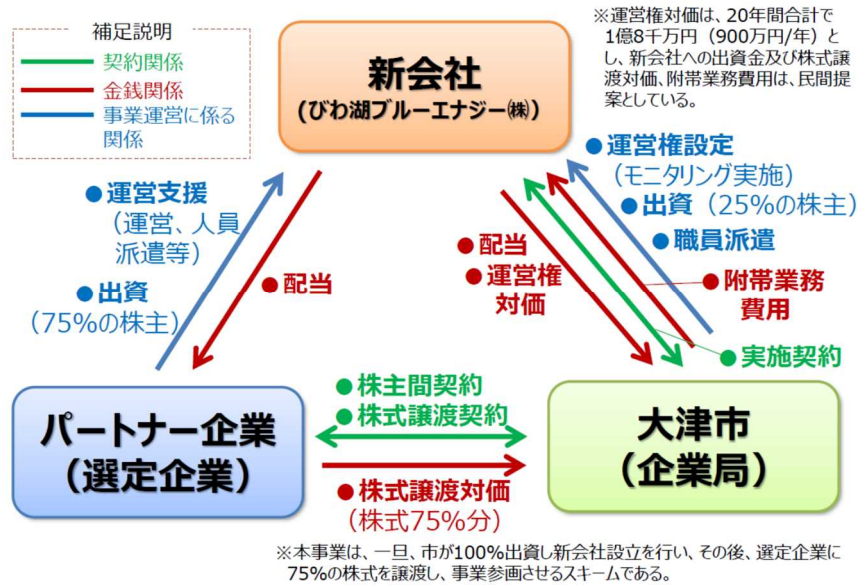 補足説明
契約関係
金銭関係
事業運営に係る
関係
新会社
(びわ湖ブルーエナジー㈱)
※運営権対価は、20年間合計で
1億8千万円（900万円/年）と
し、新会社への出資金及び株式譲
渡対価、附帯業務費用は、民間提
案としている。
●運営支援
（運営、人員
派遣等）
●出資
（75%の株主）
●配当
●配当
●運営権
対価
●運営権設定
（モニタリング実施）
●出資（25%の株主）
●職員派遣
●附帯業務
費用
●実施契約
パートナー企業
（選定企業）
●株主間契約
●株式譲渡契約
●株式譲渡対価
（株式75%分）
大津市
（企業局）
※本事業は、一旦、市が100%出資し新会社設立を行い、その後、選定企業に
75%の株式を譲渡し、事業参画させるスキームである。